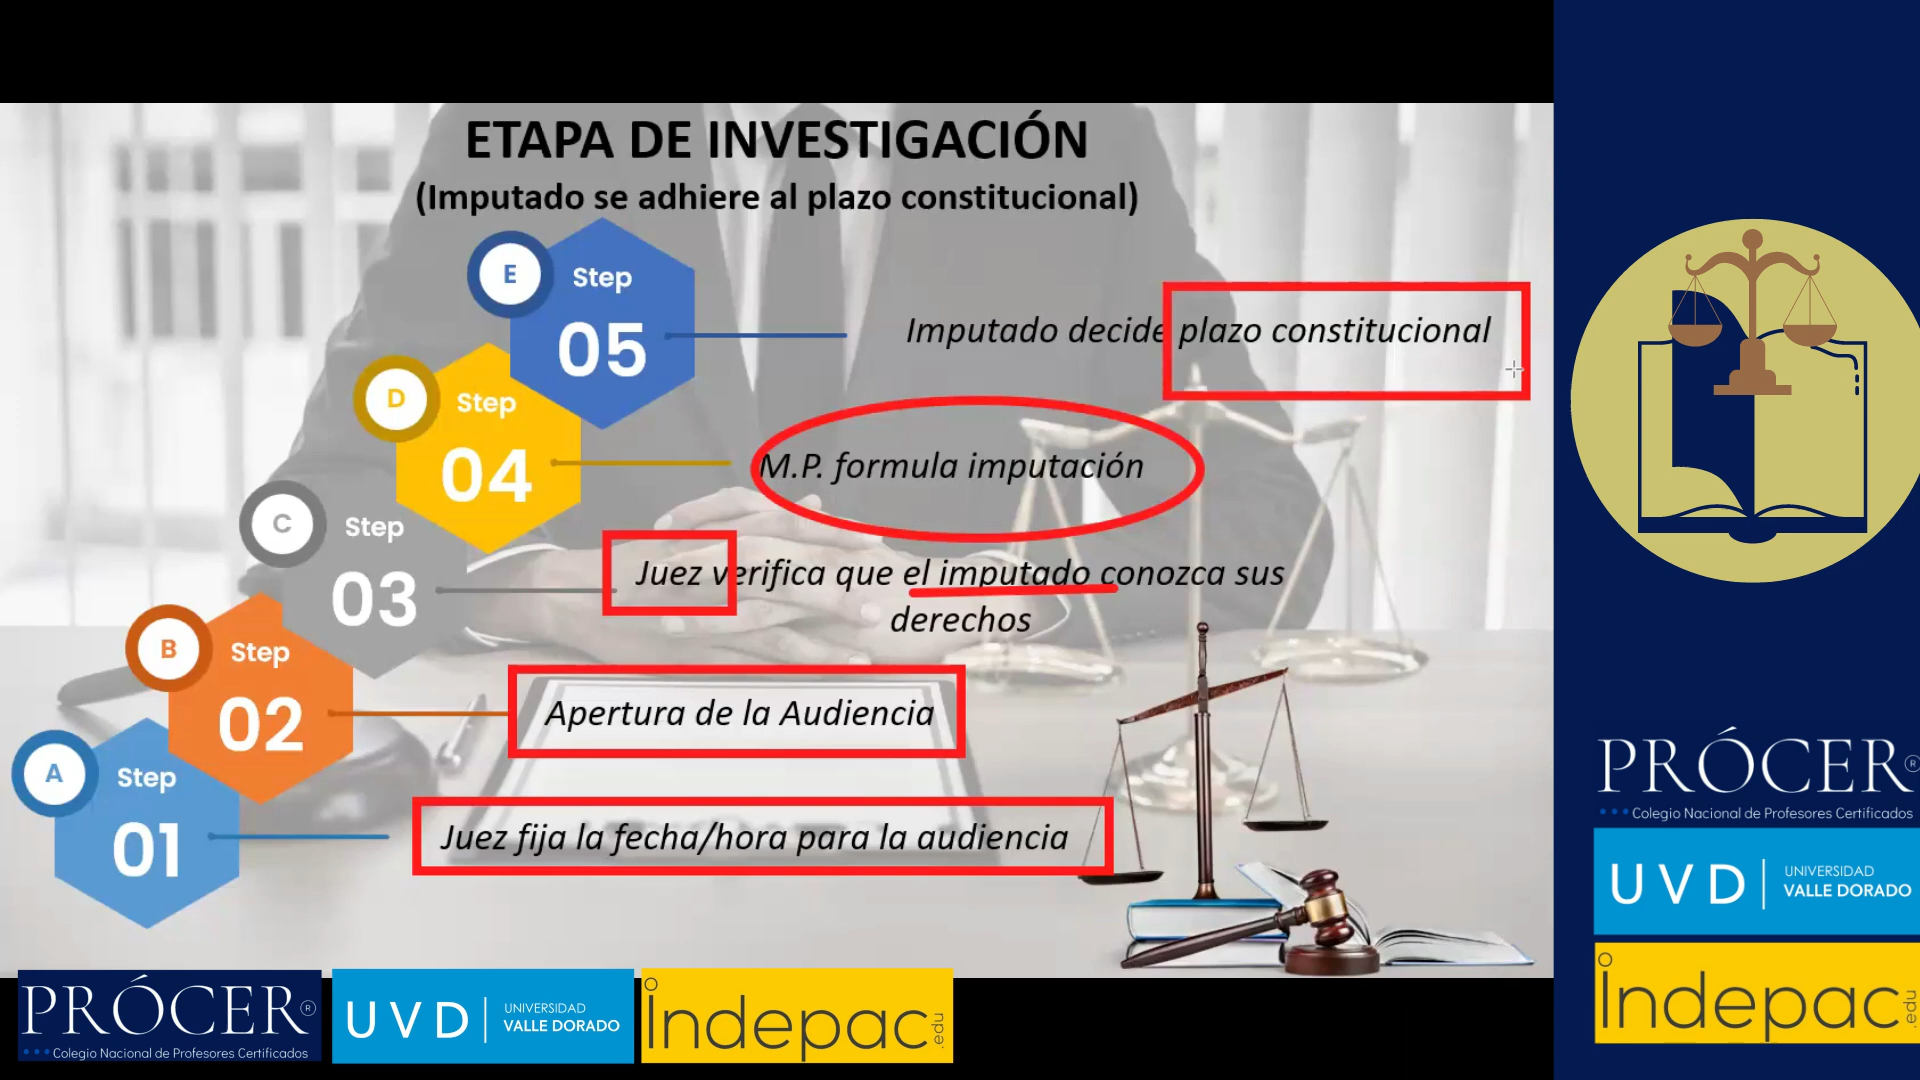 ETAPA DE INVESTIGACIÓN
(Imputado se adhiere al plazo constitucional)
E
Step
05
Imputado decide plazo constitucional
D
Step
04
M.P. formula imputación
C
Step
03
Juez verifica que el imputado conozca sus
derechos
B
Step
02
Apertura de la Audiencia
A
Step
01
Juez fija la fecha/hora para la audiencia
PRÓCER ®
Colegio Nacional de Profesores Certificados
UVD
UNIVERSIDAD
VALLE DORADO
Indepac .edu
PRÓCER ®
Colegio Nacional de Profesores Certificados
UVD
UNIVERSIDAD
VALLE DORADO
Indepac .edu